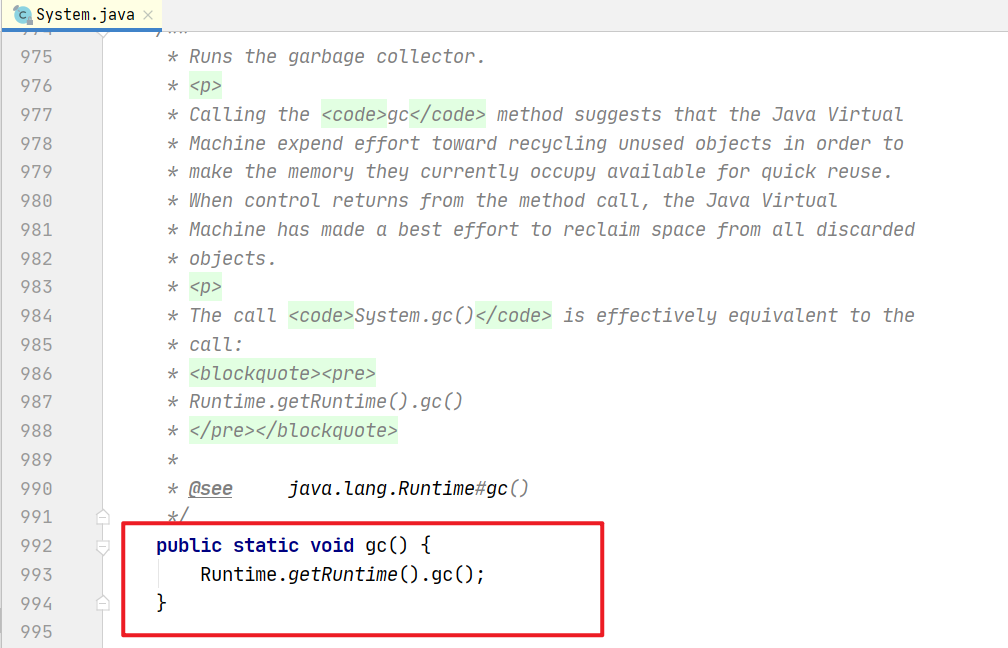 System.java
975 * Runs the garbage collector.
976 * <p>
977 * Calling the <code>gc</code> method suggests that the Java Virtual
978 * Machine expend effort toward recycling unused objects in order to
979 * make the memory they currently occupy available for quick reuse.
980 * When control returns from the method call, the Java Virtual
981 * Machine has made a best effort to reclaim space from all discarded
982 * objects.
983 * <p>
984 * The call <code>System.gc()</code> is effectively equivalent to the
985 * call:
986 * <blockquote><pre>
987 * Runtime.getRuntime().gc()
988 * </pre></blockquote>
989 *
990 * @see     java.lang.Runtime#gc()
991 */
992 public static void gc() {
993     Runtime.getRuntime().gc();
994 }
995